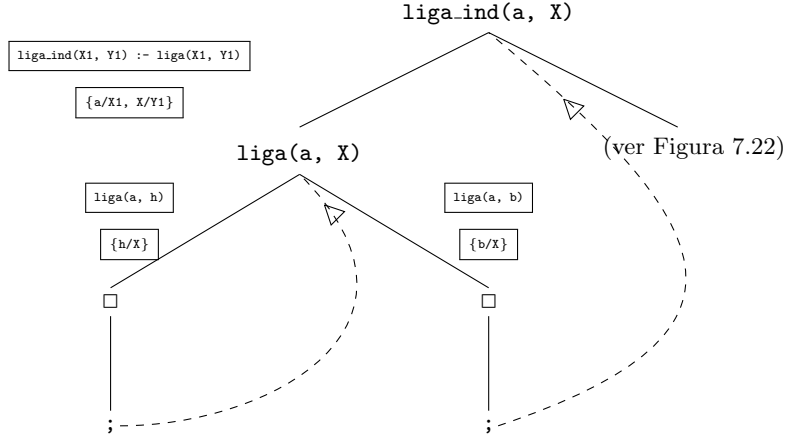 liga_ind(a, X)
liga_ind(X1, Y1) :- liga(X1, Y1)
{a/X1, X/Y1}
liga(a, X)
(ver Figura 7.22)
liga(a, h)
liga(a, b)
{h/X}
{b/X}
;
;